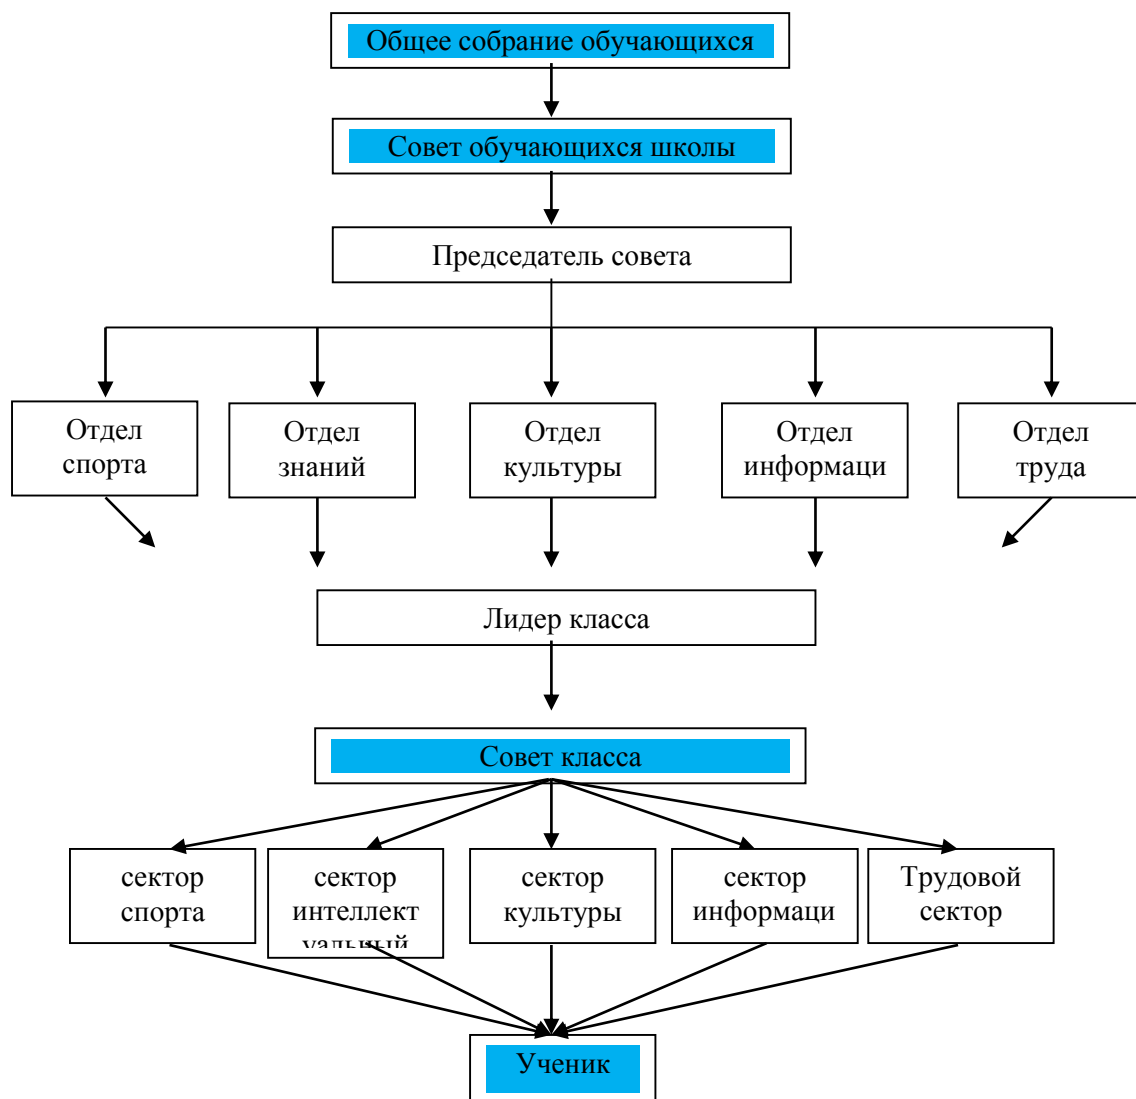 Общее собрание обучающихся
Совет обучающихся школы
Председатель совета
Отдел
спорта
Отдел
знаний
Отдел
культуры
Отдел
информаци
Отдел
труда
Лидер класса
Совет класса
сектор
спорта
сектор
интеллект
уальный
сектор
культуры
сектор
информаци
Трудовой
сектор
Ученик